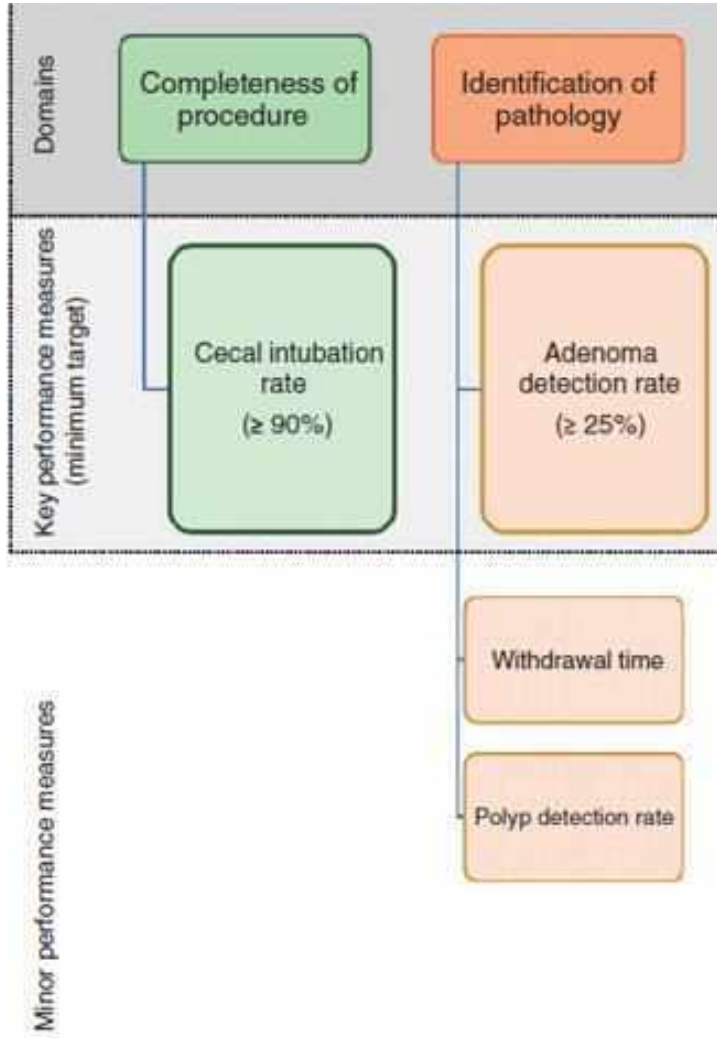 Domains
Completeness of
procedure
Identification of
pathology
Key performance measures
(minimum target)
Cecal intubation
rate
(≥ 90%)
Adenoma
detection rate
(≥ 25%)
Minor performance measures
Withdrawal time
Polyp detection rate